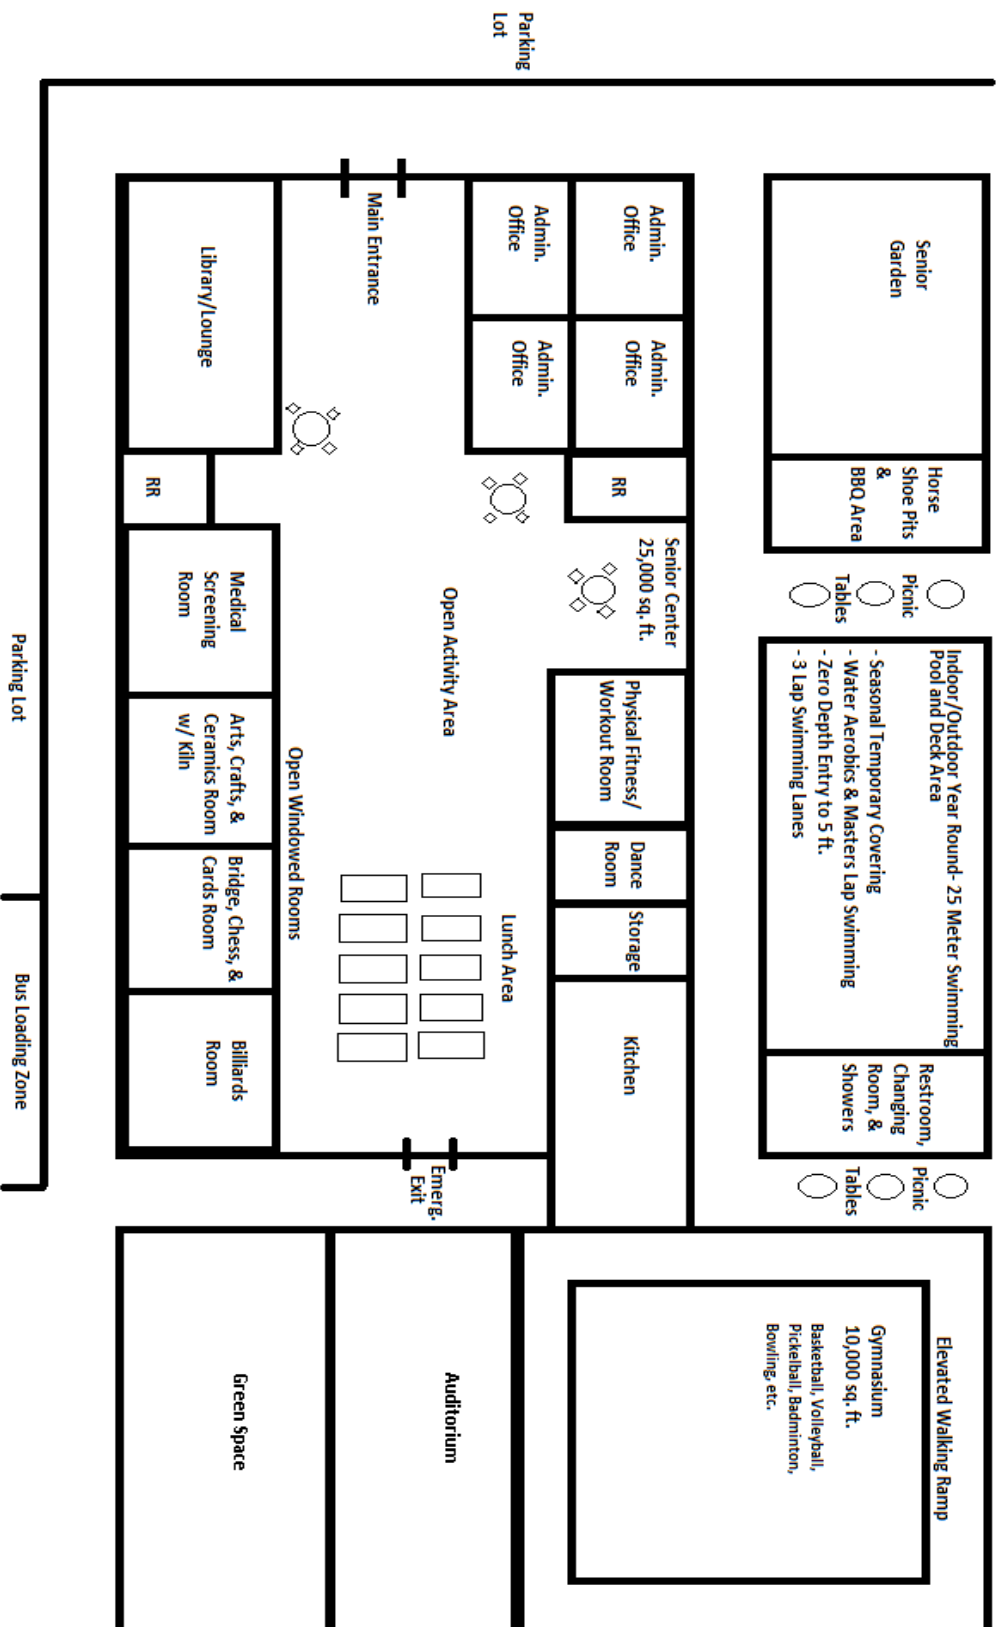 Parking
Lot
Senior
Garden
Horse
Shoe Pits
&
BBQ Area
Picnic
Tables
Indoor/Outdoor Year Round- 25 Meter Swimming
Pool and Deck Area
- Seasonal Temporary Covering
- Water Aerobics & Masters Lap Swimming
- Zero Depth Entry to 5 ft.
- 3 Lap Swimming Lanes
Restroom,
Changing
Room, &
Showers
Picnic
Tables
Elevated Walking Ramp
Gymnasium
10,000 sq. ft.
Basketball, Volleyball,
Pickelball, Badminton,
Bowling, etc.
Admin.
Office
Admin.
Office
Admin.
Office
Admin.
Office
RR
Senior Center
25,000 sq. ft.
Physical Fitness/
Workout Room
Dance
Room
Storage
Kitchen
Main Entrance
Open Activity Area
Lunch Area
Emerg.
Exit
Auditorium
Open Windowed Rooms
Library/Lounge
RR
Medical
Screening
Room
Arts, Crafts, &
Ceramics Room
w/ Kiln
Bridge, Chess, &
Cards Room
Billiards
Room
Green Space
Parking Lot
Bus Loading Zone